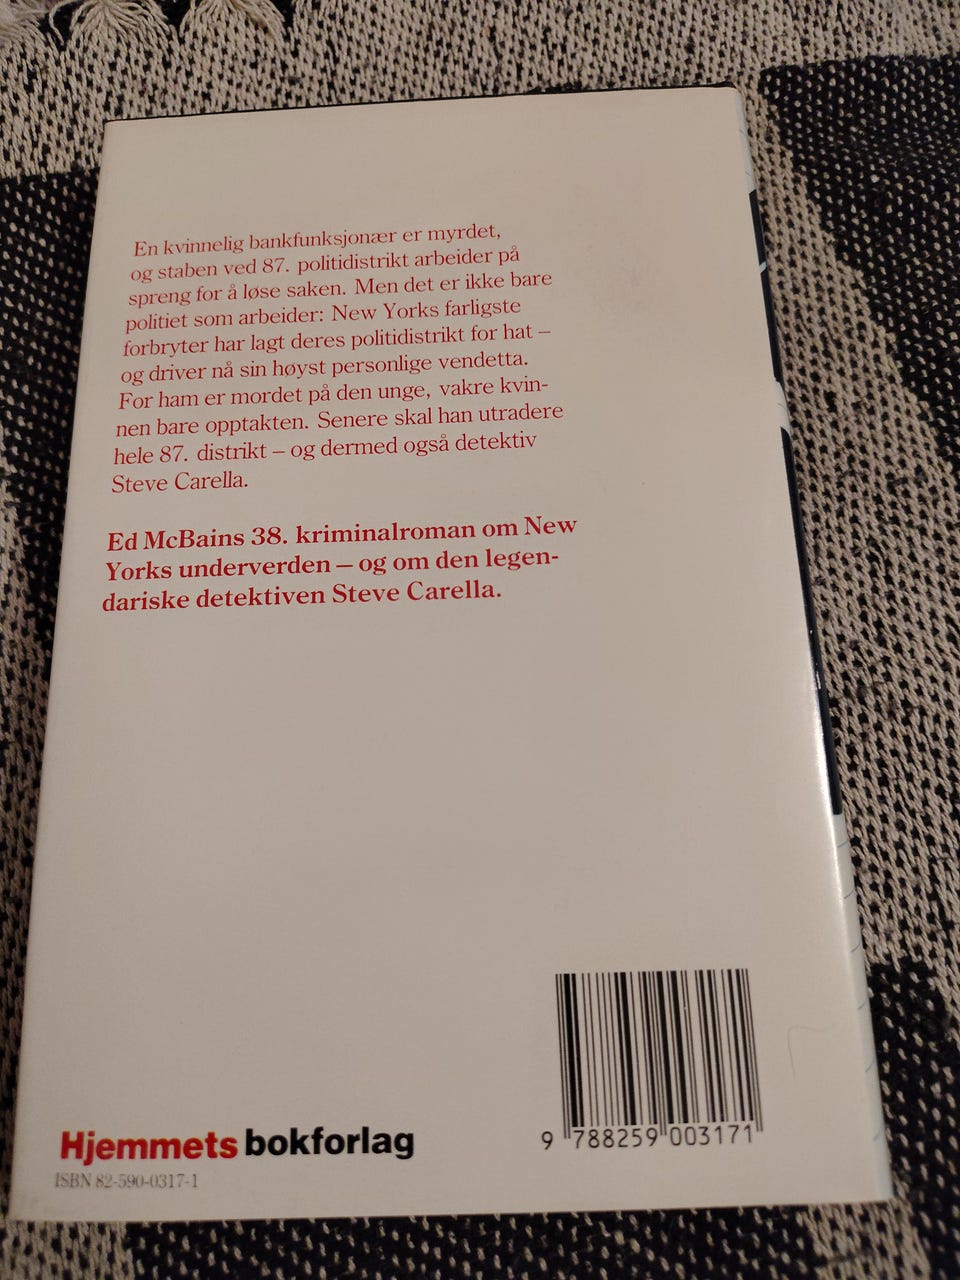 En kvinnelig bankfunksjonær er myrdet,
og staben ved 87. politidistrikt arbeider på
spreng for å løse saken. Men det er ikke bare
politiet som arbeider: New Yorks farligste
forbryter har lagt deres politidistrikt for hat –
og driver nå sin høyst personlige vendetta.
For ham er mordet på den unge, vakre kvin-
nen bare opptakten. Senere skal han utradere
hele 87. distrikt – og dermed også detektiv
Steve Carella.
Ed McBains 38. kriminalroman om New
Yorks underverden – og om den legen-
dariske detektiven Steve Carella.
Hjemmets bokforlag
ISBN 82-590-0317-1
9 788259 003171